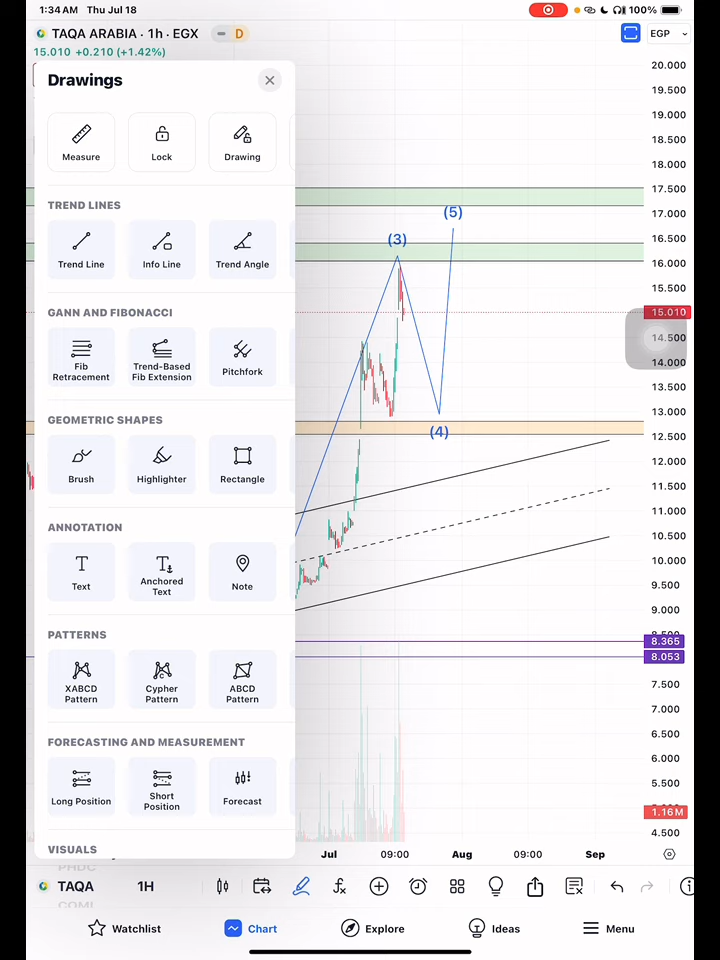 1:34 AM Thu Jul 18
100%
TAQA ARABIA · 1h · EGX
D
EGP
15.010 +0.210 (+1.42%)
Drawings
Measure
Lock
Drawing
TREND LINES
Trend Line
Info Line
Trend Angle
GANN AND FIBONACCI
Fib
Retracement
Trend-Based
Fib Extension
Pitchfork
GEOMETRIC SHAPES
Brush
Highlighter
Rectangle
ANNOTATION
Text
Anchored
Text
Note
PATTERNS
XABCD
Pattern
Cypher
Pattern
ABCD
Pattern
FORECASTING AND MEASUREMENT
Long Position
Short
Position
Forecast
VISUALS
(3)
(5)
(4)
20.000
19.500
19.000
18.500
18.000
17.500
17.000
16.500
16.000
15.500
15.010
14.500
14.000
13.500
13.000
12.500
12.000
11.500
11.000
10.500
10.000
9.500
9.000
8.365
8.053
7.500
7.000
6.500
6.000
5.500
1.16M
4.500
Jul
09:00
Aug
09:00
Sep
PHDC
TAQA
1H
COMI
Watchlist
Chart
Explore
Ideas
Menu